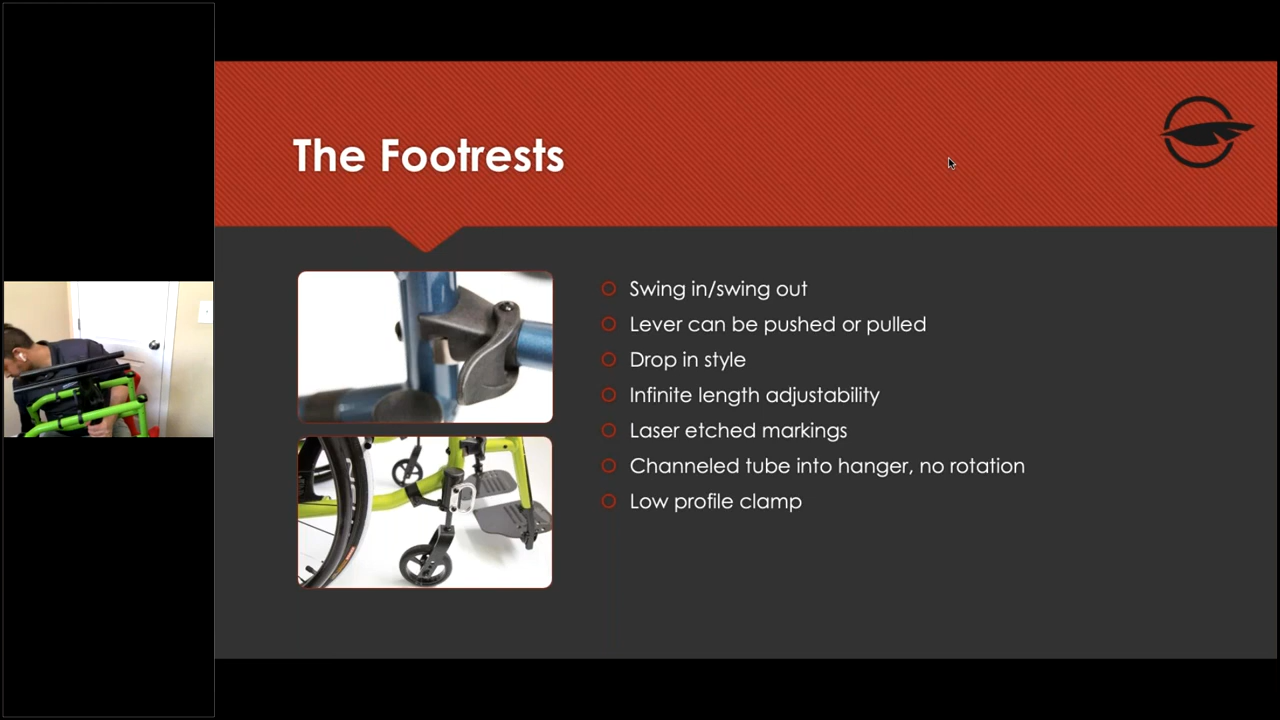 The Footrests
Swing in/swing out
Lever can be pushed or pulled
Drop in style
Infinite length adjustability
Laser etched markings
Channeled tube into hanger, no rotation
Low profile clamp